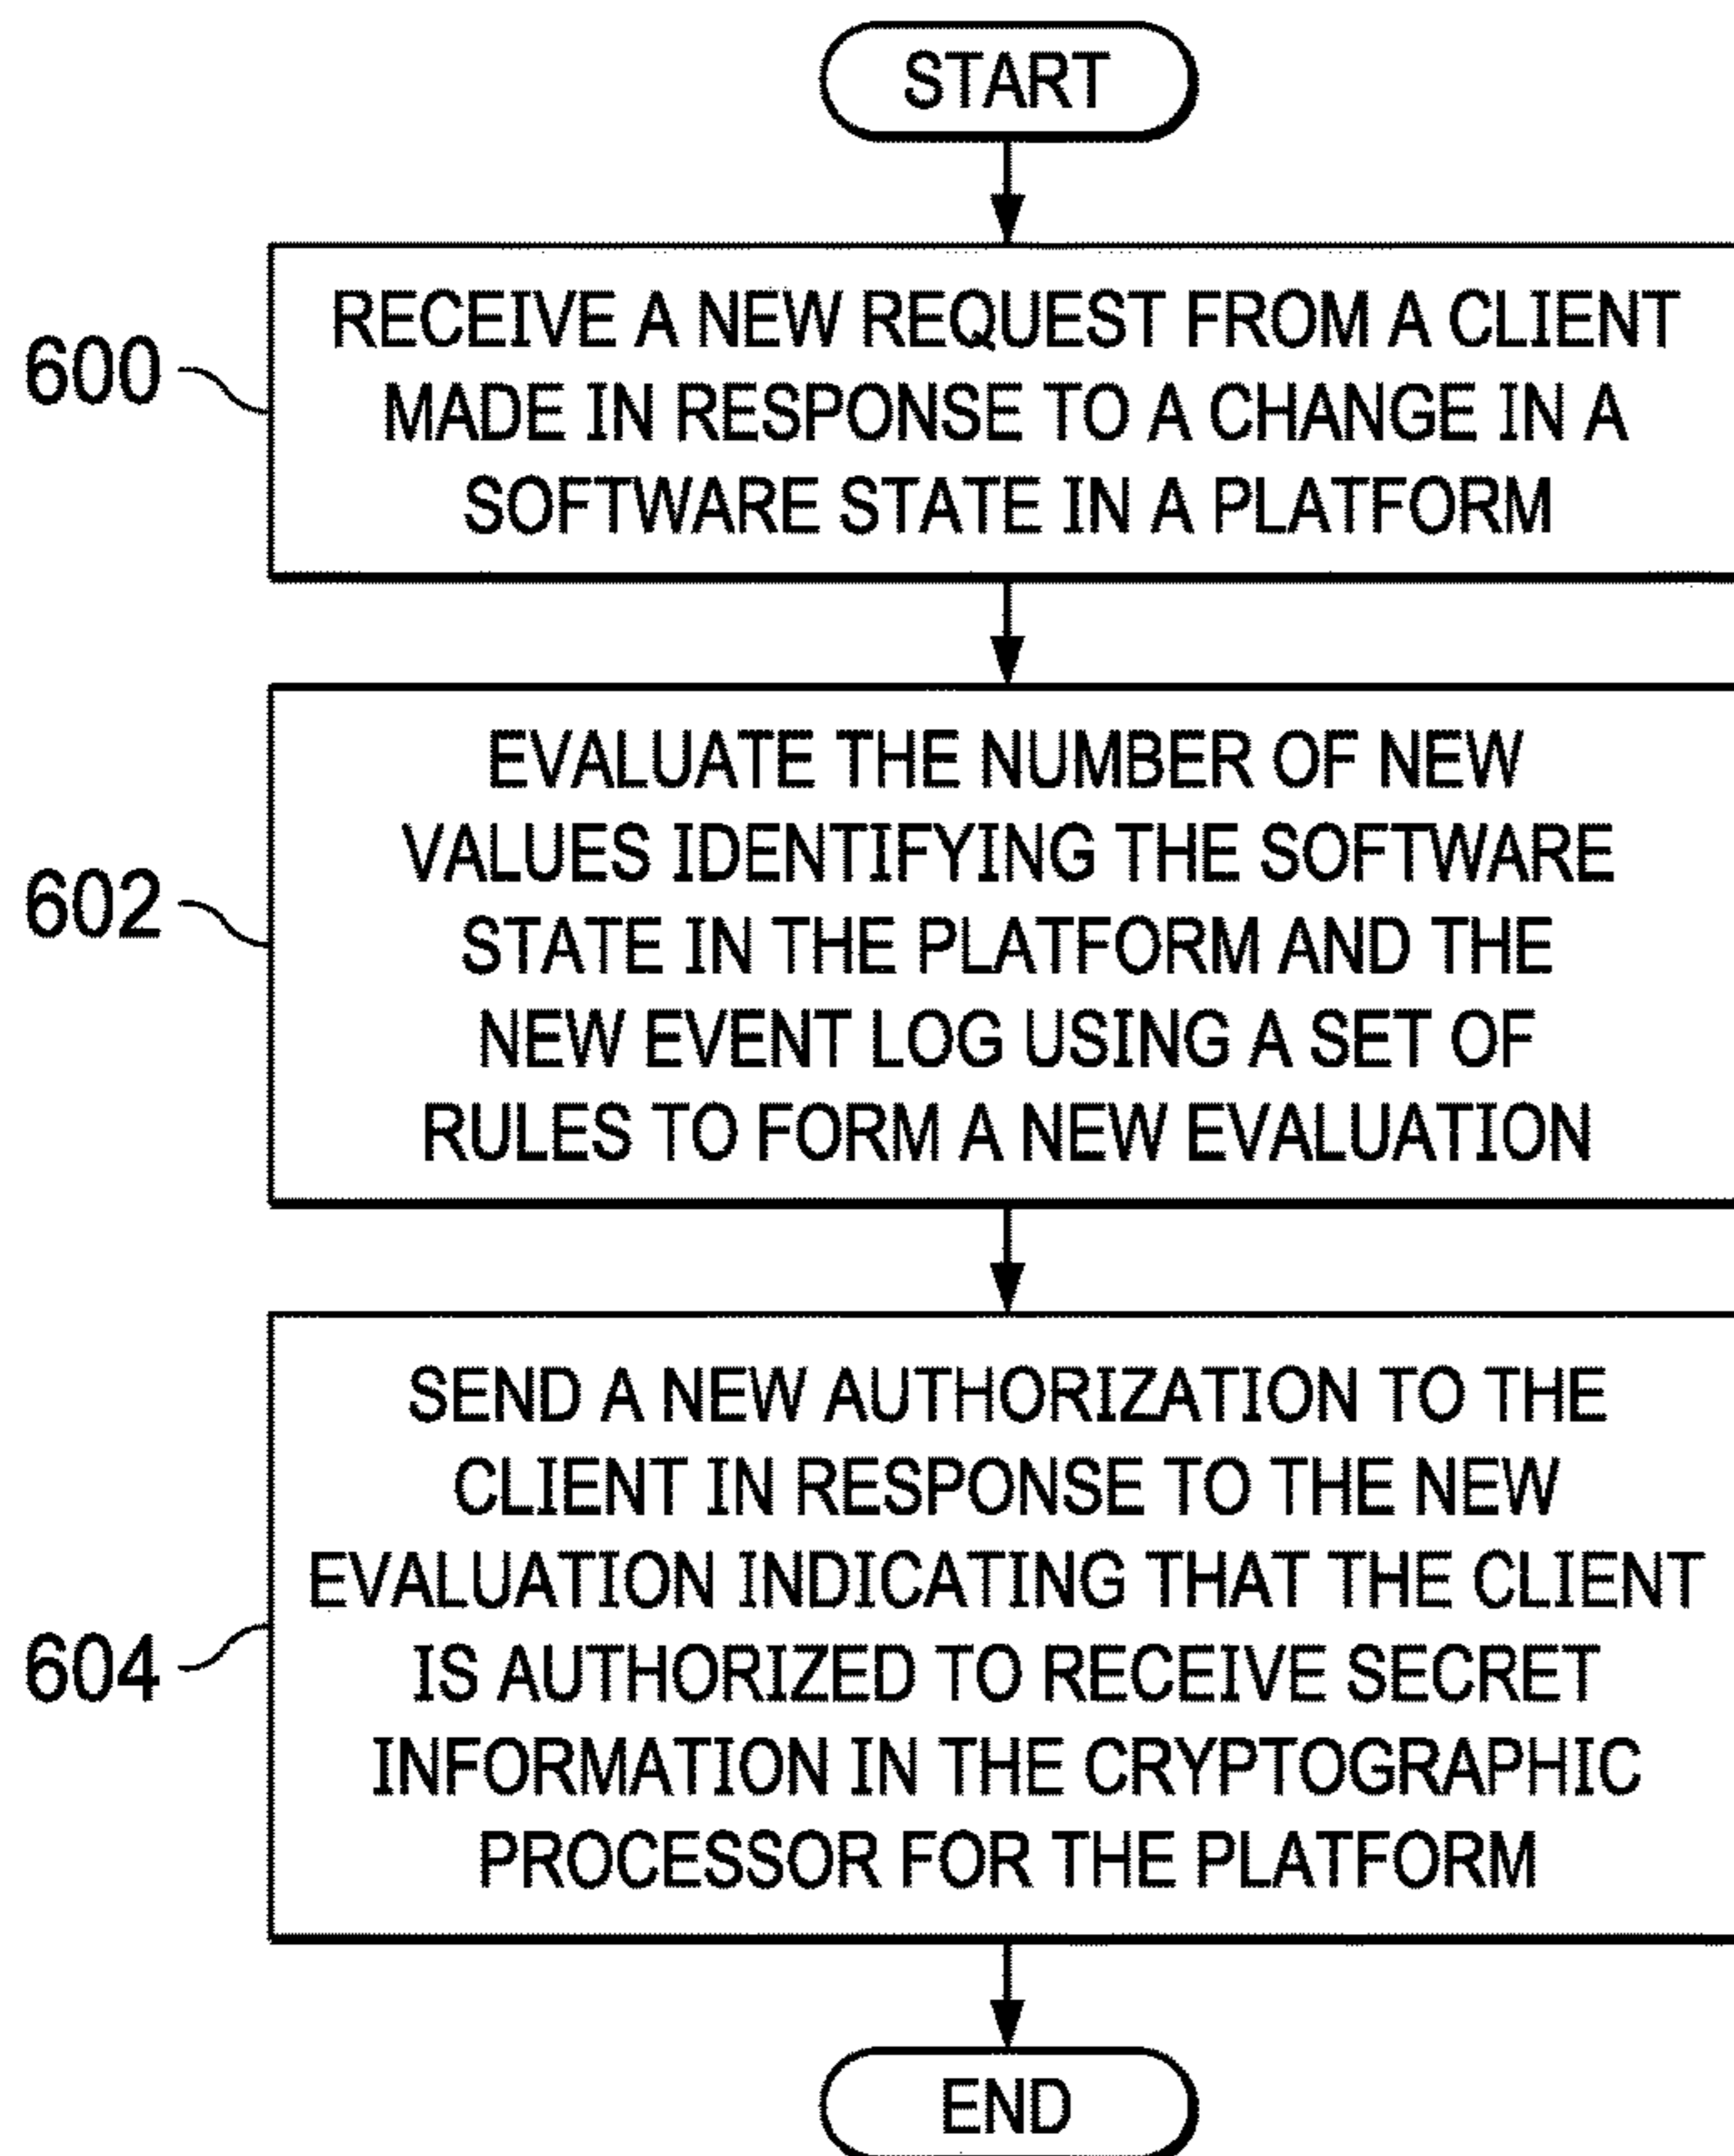 START
600
RECEIVE A NEW REQUEST FROM A CLIENT
MADE IN RESPONSE TO A CHANGE IN A
SOFTWARE STATE IN A PLATFORM
602
EVALUATE THE NUMBER OF NEW
VALUES IDENTIFYING THE SOFTWARE
STATE IN THE PLATFORM AND THE
NEW EVENT LOG USING A SET OF
RULES TO FORM A NEW EVALUATION
604
SEND A NEW AUTHORIZATION TO THE
CLIENT IN RESPONSE TO THE NEW
EVALUATION INDICATING THAT THE CLIENT
IS AUTHORIZED TO RECEIVE SECRET
INFORMATION IN THE CRYPTOGRAPHIC
PROCESSOR FOR THE PLATFORM
END